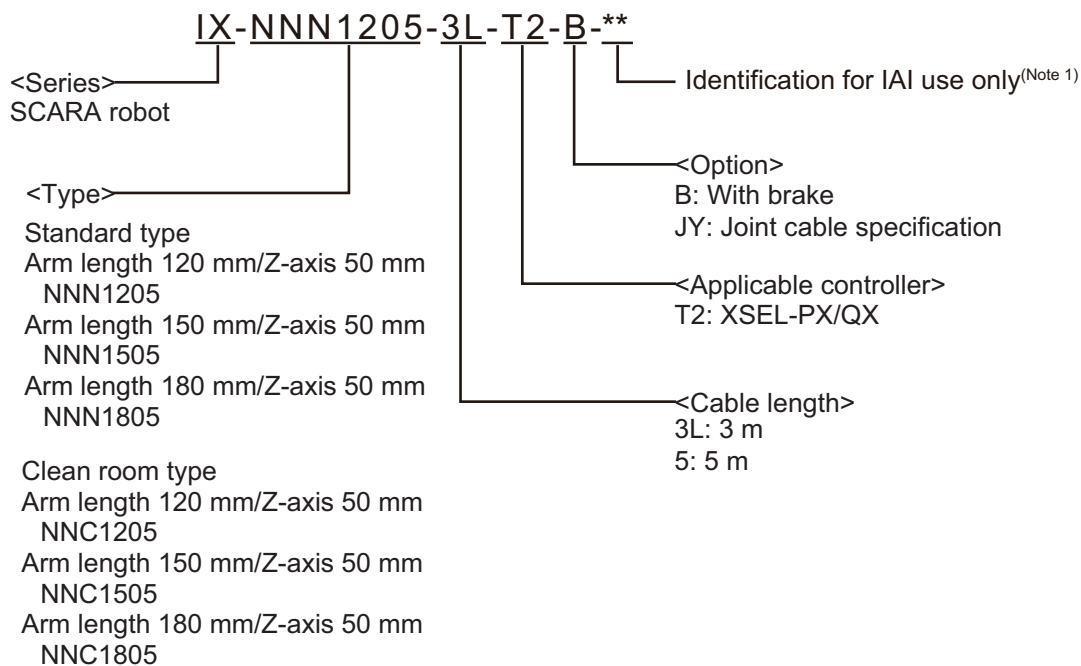 IX-NNN1205-3L-T2-B-**
<Series>
SCARA robot
<Type>
Standard type
Arm length 120 mm/Z-axis 50 mm
NNN1205
Arm length 150 mm/Z-axis 50 mm
NNN1505
Arm length 180 mm/Z-axis 50 mm
NNN1805
Clean room type
Arm length 120 mm/Z-axis 50 mm
NNC1205
Arm length 150 mm/Z-axis 50 mm
NNC1505
Arm length 180 mm/Z-axis 50 mm
NNC1805
Identification for IAI use only(Note 1)
<Option>
B: With brake
JY: Joint cable specification
<Applicable controller>
T2: XSEL-PX/QX
<Cable length>
3L: 3 m
5: 5 m